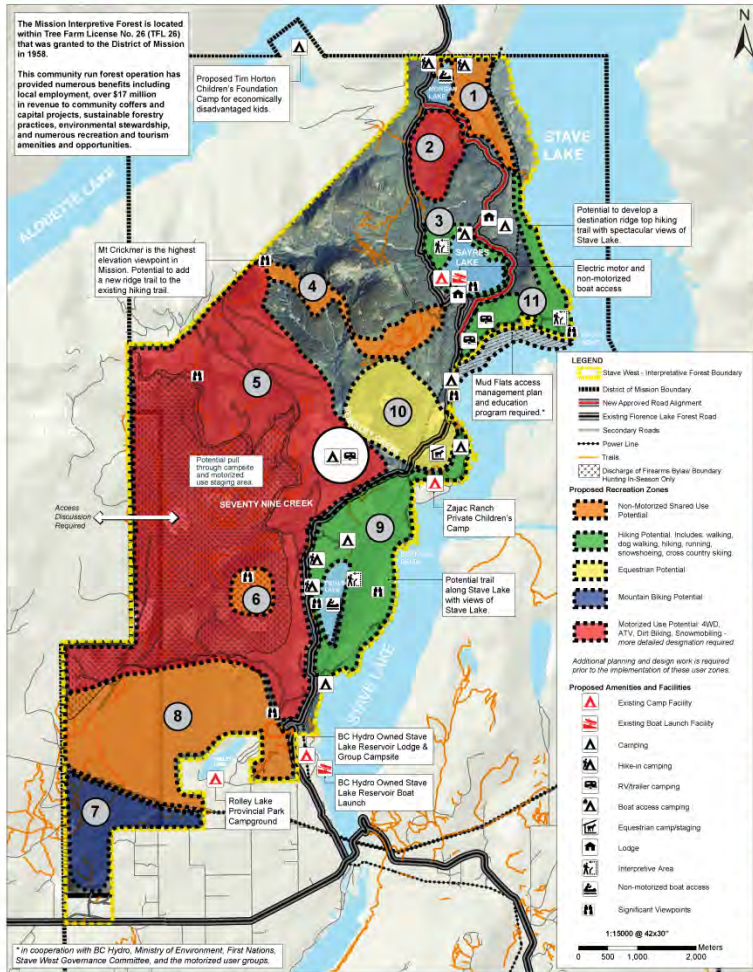 The Mission Interpretive Forest is located
within Tree Farm License No. 26 (TFL 26)
that was granted to the District of Mission
in 1958.
This community run forest operation has
provided numerous benefits including
local employment, over $17 million
in revenue to community coffers and
capital projects, sustainable forestry
practices, environmental stewardship,
and numerous recreation and tourism
amenities and opportunities.
N
Proposed Tim Horton
Children's Foundation
Camp for economically
disadvantaged kids.
MORGAN
LAKE
1
2
STAVE
LAKE
ALOUETTE LAKE
Potential to develop a
destination ridge top hiking
trail with spectacular views of
Stave Lake.
3
SAYRES
LAKE
Mt Crickmer is the highest
elevation viewpoint in
Mission. Potential to add
a new ridge trail to the
existing hiking trail.
Electric motor and
non-motorized
boat access
4
11
5
Mud Flats access
management plan
and education
program required.*
10
Potential pull
through campsite
and motorized
use staging area.
SEVENTY NINE CREEK
Access
Discussion
Required
Zajac Ranch
Private Children's
Camp
9
Potential trail
along Stave Lake
with views of
Stave Lake.
6
STAVE LAKE
8
BC Hydro Owned Stave
Lake Reservoir Lodge &
Group Campsite
BC Hydro Owned Stave
Lake Reservoir Boat
Launch
Rolley Lake
Provincial Park
Campground
7
* in cooperation with BC Hydro, Ministry of Environment, First Nations,
Stave West Governance Committee, and the motorized user groups.
LEGEND
Stave West - Interpretative Forest Boundary
District of Mission Boundary
New Approved Road Alignment
Existing Florence Lake Forest Road
Secondary Roads
Power Line
Trails
Discharge of Firearms Bylaw Boundary
Hunting In-Season Only
Proposed Recreation Zones
Non-Motorized Shared Use
Potential
Hiking Potential. Includes: walking,
dog walking, hiking, running,
snowshoeing, cross country skiing.
Equestrian Potential
Mountain Biking Potential
Motorized Use Potential: 4WD,
ATV, Dirt Biking, Snowmobiling -
more detailed designation required
Additional planning and design work is required
prior to the implementation of these user zones.
Proposed Amenities and Facilities
Existing Camp Facility
Existing Boat Launch Facility
Camping
Hike-in camping
RV/trailer camping
Boat access camping
Equestrian camp/staging
Lodge
Interpretive Area
Non-motorized boat access
Significant Viewpoints
1:15000 @ 42x30"
Meters
0 500 1,000 2,000